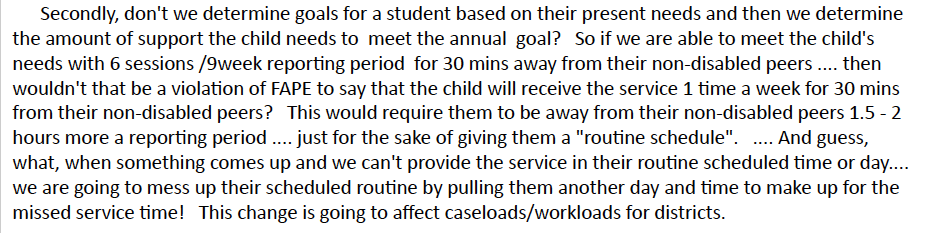 Secondly, don't we determine goals for a student based on their present needs and then we determine
the amount of support the child needs to  meet the annual  goal?   So if we are able to meet the child's
needs with 6 sessions /9week reporting period  for 30 mins away from their non-disabled peers .... then
wouldn't that be a violation of FAPE to say that the child will receive the service 1 time a week for 30 mins
from their non-disabled peers?   This would require them to be away from their non-disabled peers 1.5 - 2
hours more a reporting period .... just for the sake of giving them a "routine schedule".   .... And guess,
what, when something comes up and we can't provide the service in their routine scheduled time or day....
we are going to mess up their scheduled routine by pulling them another day and time to make up for the
missed service time!   This change is going to affect caseloads/workloads for districts.